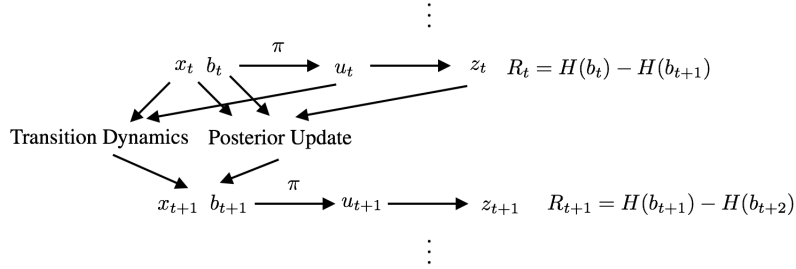 ⋮
π
x_t b_t u_t z_t R_t = H(b_t) − H(b_{t+1})
Transition Dynamics Posterior Update
π
x_{t+1} b_{t+1} u_{t+1} z_{t+1} R_{t+1} = H(b_{t+1}) − H(b_{t+2})
⋮